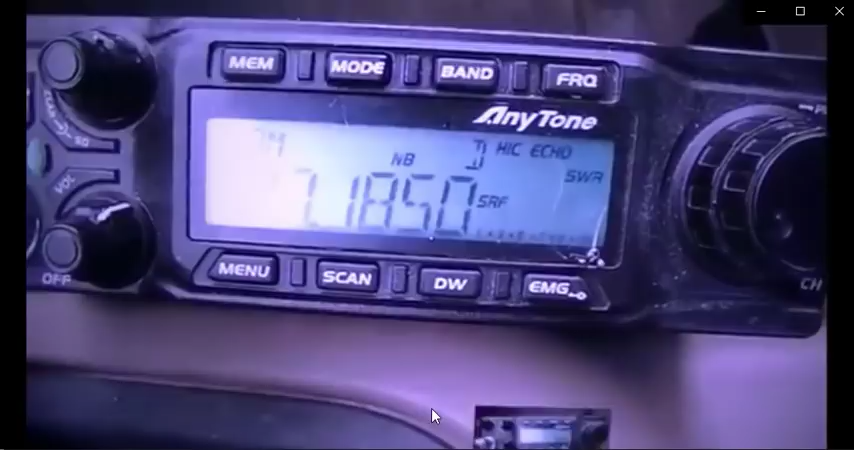 MEM MODE BAND FRQ
AnyTone
NB HIC ECHO
SWR
7.1850 SRF
SQ
VOL
OFF
MENU SCAN DW EMG
CH